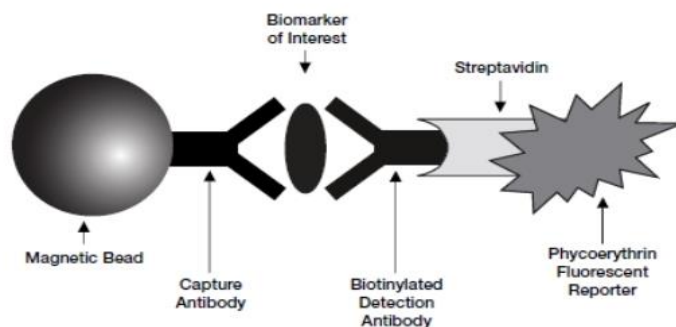 Biomarker
of Interest
Streptavidin
Magnetic Bead
Capture
Antibody
Biotinylated
Detection
Antibody
Phycoerythrin
Fluorescent
Reporter